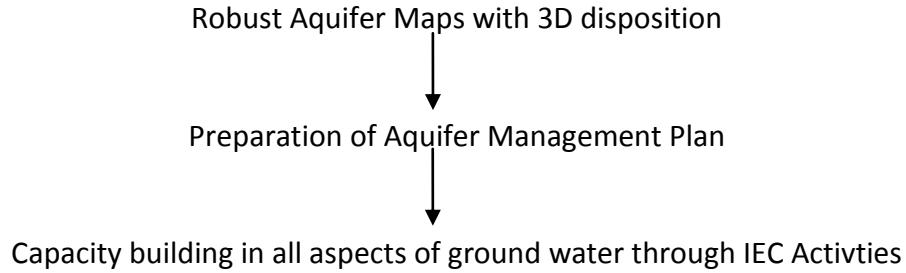 Robust Aquifer Maps with 3D disposition
Preparation of Aquifer Management Plan
Capacity building in all aspects of ground water through IEC Activties